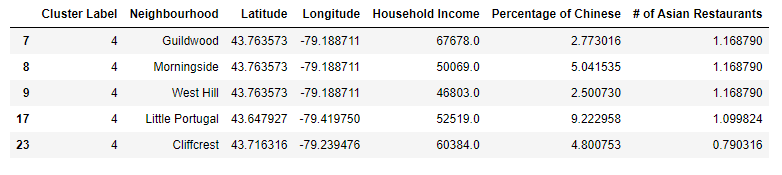 Cluster Label Neighbourhood Latitude Longitude Household Income Percentage of Chinese # of Asian Restaurants
7 4 Guildwood 43.763573 -79.188711 67678.0 2.773016 1.168790
8 4 Morningside 43.763573 -79.188711 50069.0 5.041535 1.168790
9 4 West Hill 43.763573 -79.188711 46803.0 2.500730 1.168790
17 4 Little Portugal 43.647927 -79.419750 52519.0 9.222958 1.099824
23 4 Cliffcrest 43.716316 -79.239476 60384.0 4.800753 0.790316